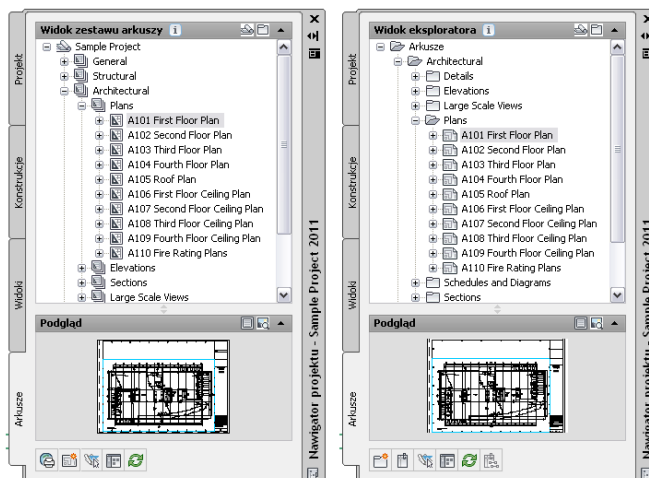 Widok zestawu arkuszy
Sample Project
General
Structural
Architectural
Plans
A101 First Floor Plan
A102 Second Floor Plan
A103 Third Floor Plan
A104 Fourth Floor Plan
A105 Roof Plan
A106 First Floor Ceiling Plan
A107 Second Floor Ceiling Plan
A108 Third Floor Ceiling Plan
A109 Fourth Floor Ceiling Plan
A110 Fire Rating Plans
Elevations
Sections
Large Scale Views
Podgląd
Projekt
Konstrukcje
Widoki
Arkusze
Nawigator projektu - Sample Project 2011
Widok eksploratora
Arkusze
Architectural
Details
Elevations
Large Scale Views
Plans
A101 First Floor Plan
A102 Second Floor Plan
A103 Third Floor Plan
A104 Fourth Floor Plan
A105 Roof Plan
A106 First Floor Ceiling Plan
A107 Second Floor Ceiling Plan
A108 Third Floor Ceiling Plan
A109 Fourth Floor Ceiling Plan
A110 Fire Rating Plans
Schedules and Diagrams
Sections
Podgląd
Projekt
Konstrukcje
Widoki
Arkusze
Nawigator projektu - Sample Project 2011